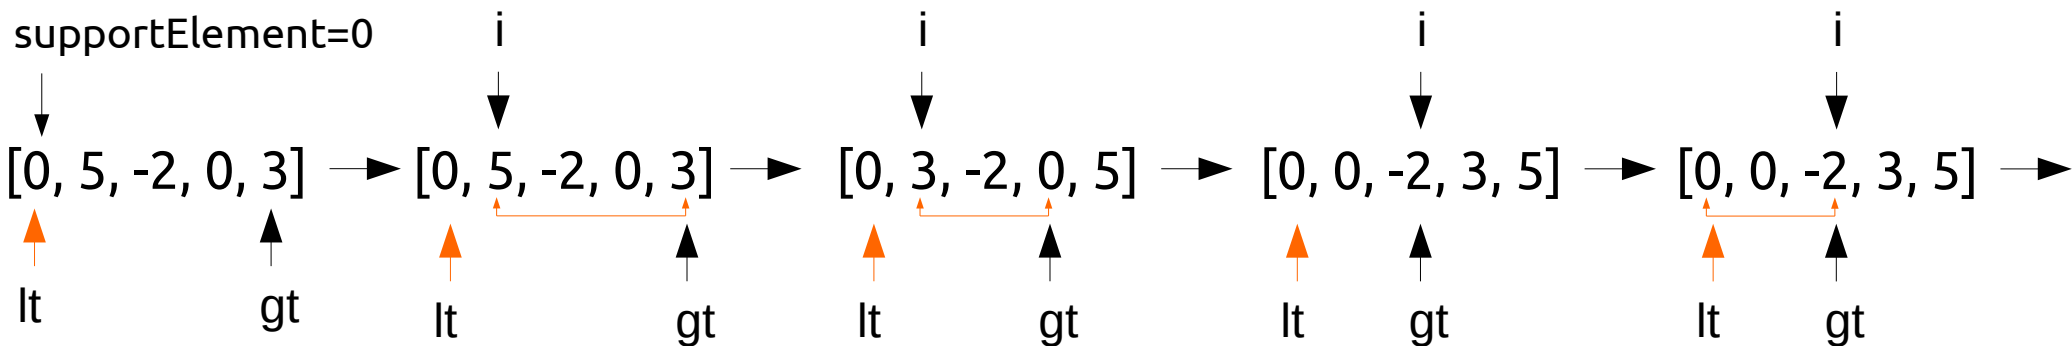 supportElement=0 i i i i
[0, 5, -2, 0, 3] [0, 5, -2, 0, 3] [0, 3, -2, 0, 5] [0, 0, -2, 3, 5] [0, 0, -2, 3, 5]
lt gt lt gt lt gt lt gt lt gt